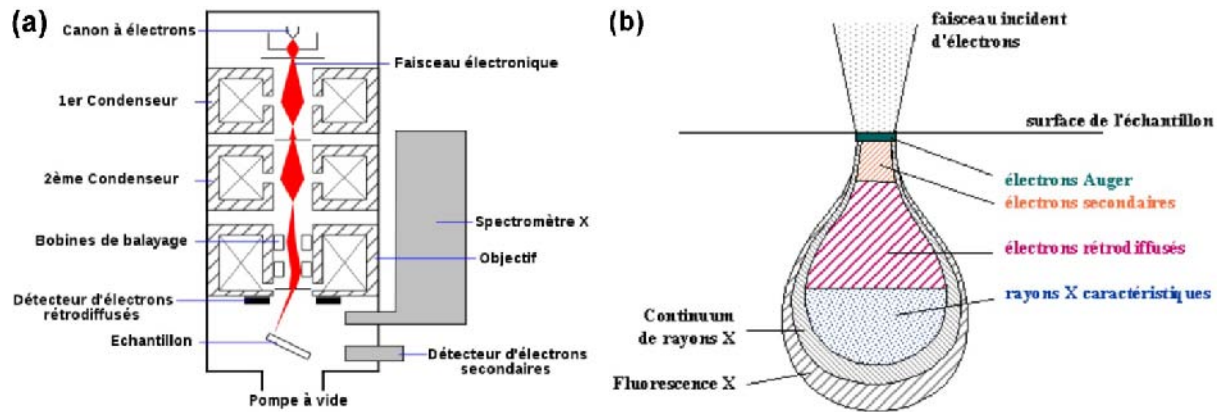 (a)
Canon à électrons
Faisceau électronique
1er Condenseur
2ème Condenseur
Spectromètre X
Bobines de balayage
Objectif
Détecteur d'électrons
rétrodiffusés
Echantillon
Détecteur d'électrons
secondaires
Pompe à vide
(b)
faisceau incident
d'électrons
surface de l'échantillon
électrons Auger
électrons secondaires
électrons rétrodiffusés
rayons X caractéristiques
Continuum
de rayons X
Fluorescence X